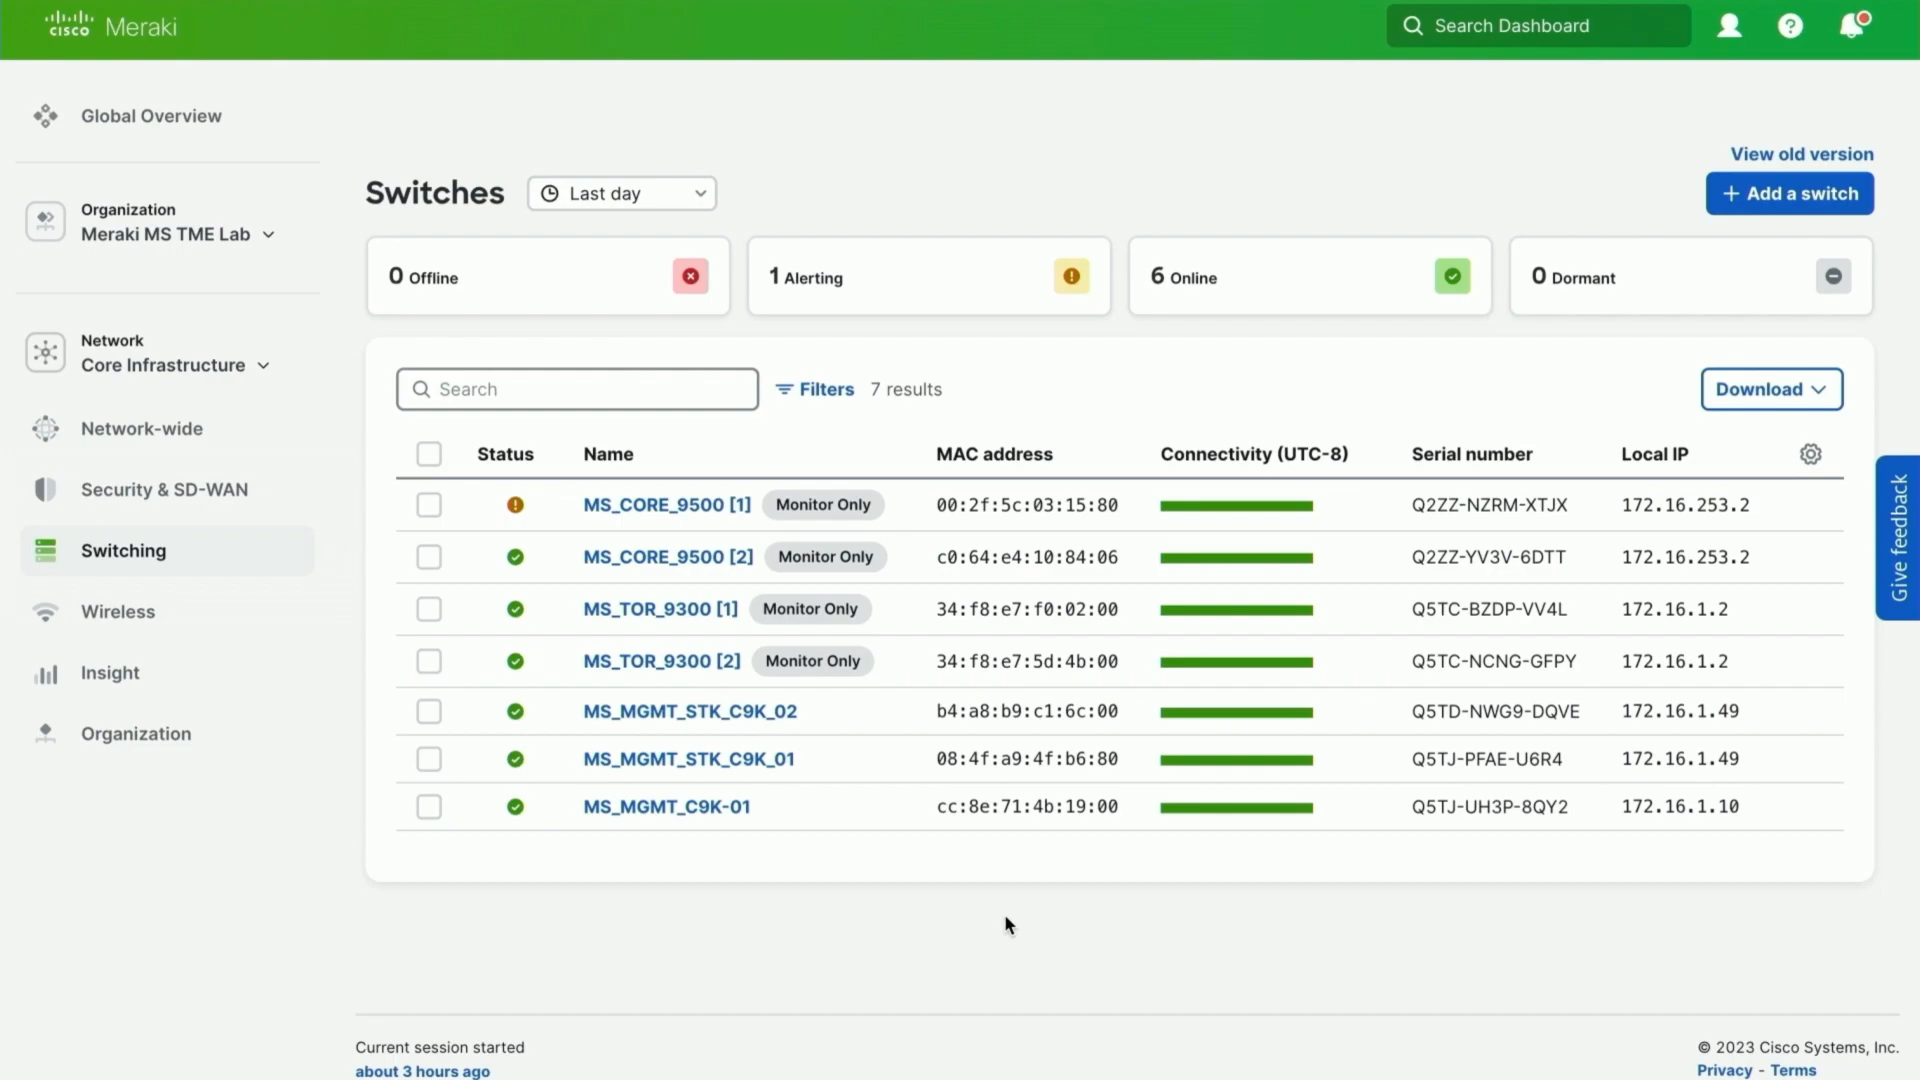 cisco Meraki
Search Dashboard
Global Overview
Organization
Meraki MS TME Lab
Network
Core Infrastructure
Network-wide
Security & SD-WAN
Switching
Wireless
Insight
Organization
View old version
Switches Last day + Add a switch
0 Offline 1 Alerting 6 Online 0 Dormant
Search Filters 7 results Download
Status Name MAC address Connectivity (UTC-8) Serial number Local IP
MS_CORE_9500 [1] Monitor Only 00:2f:5c:03:15:80 Q2ZZ-NZRM-XTJX 172.16.253.2
MS_CORE_9500 [2] Monitor Only c0:64:e4:10:84:06 Q2ZZ-YV3V-6DTT 172.16.253.2
MS_TOR_9300 [1] Monitor Only 34:f8:e7:f0:02:00 Q5TC-BZDP-VV4L 172.16.1.2
MS_TOR_9300 [2] Monitor Only 34:f8:e7:5d:4b:00 Q5TC-NCNG-GFPY 172.16.1.2
MS_MGMT_STK_C9K_02 b4:a8:b9:c1:6c:00 Q5TD-NWG9-DQVE 172.16.1.49
MS_MGMT_STK_C9K_01 08:4f:a9:4f:b6:80 Q5TJ-PFAE-U6R4 172.16.1.49
MS_MGMT_C9K-01 cc:8e:71:4b:19:00 Q5TJ-UH3P-8QY2 172.16.1.10
Give feedback
Current session started
about 3 hours ago
© 2023 Cisco Systems, Inc.
Privacy - Terms